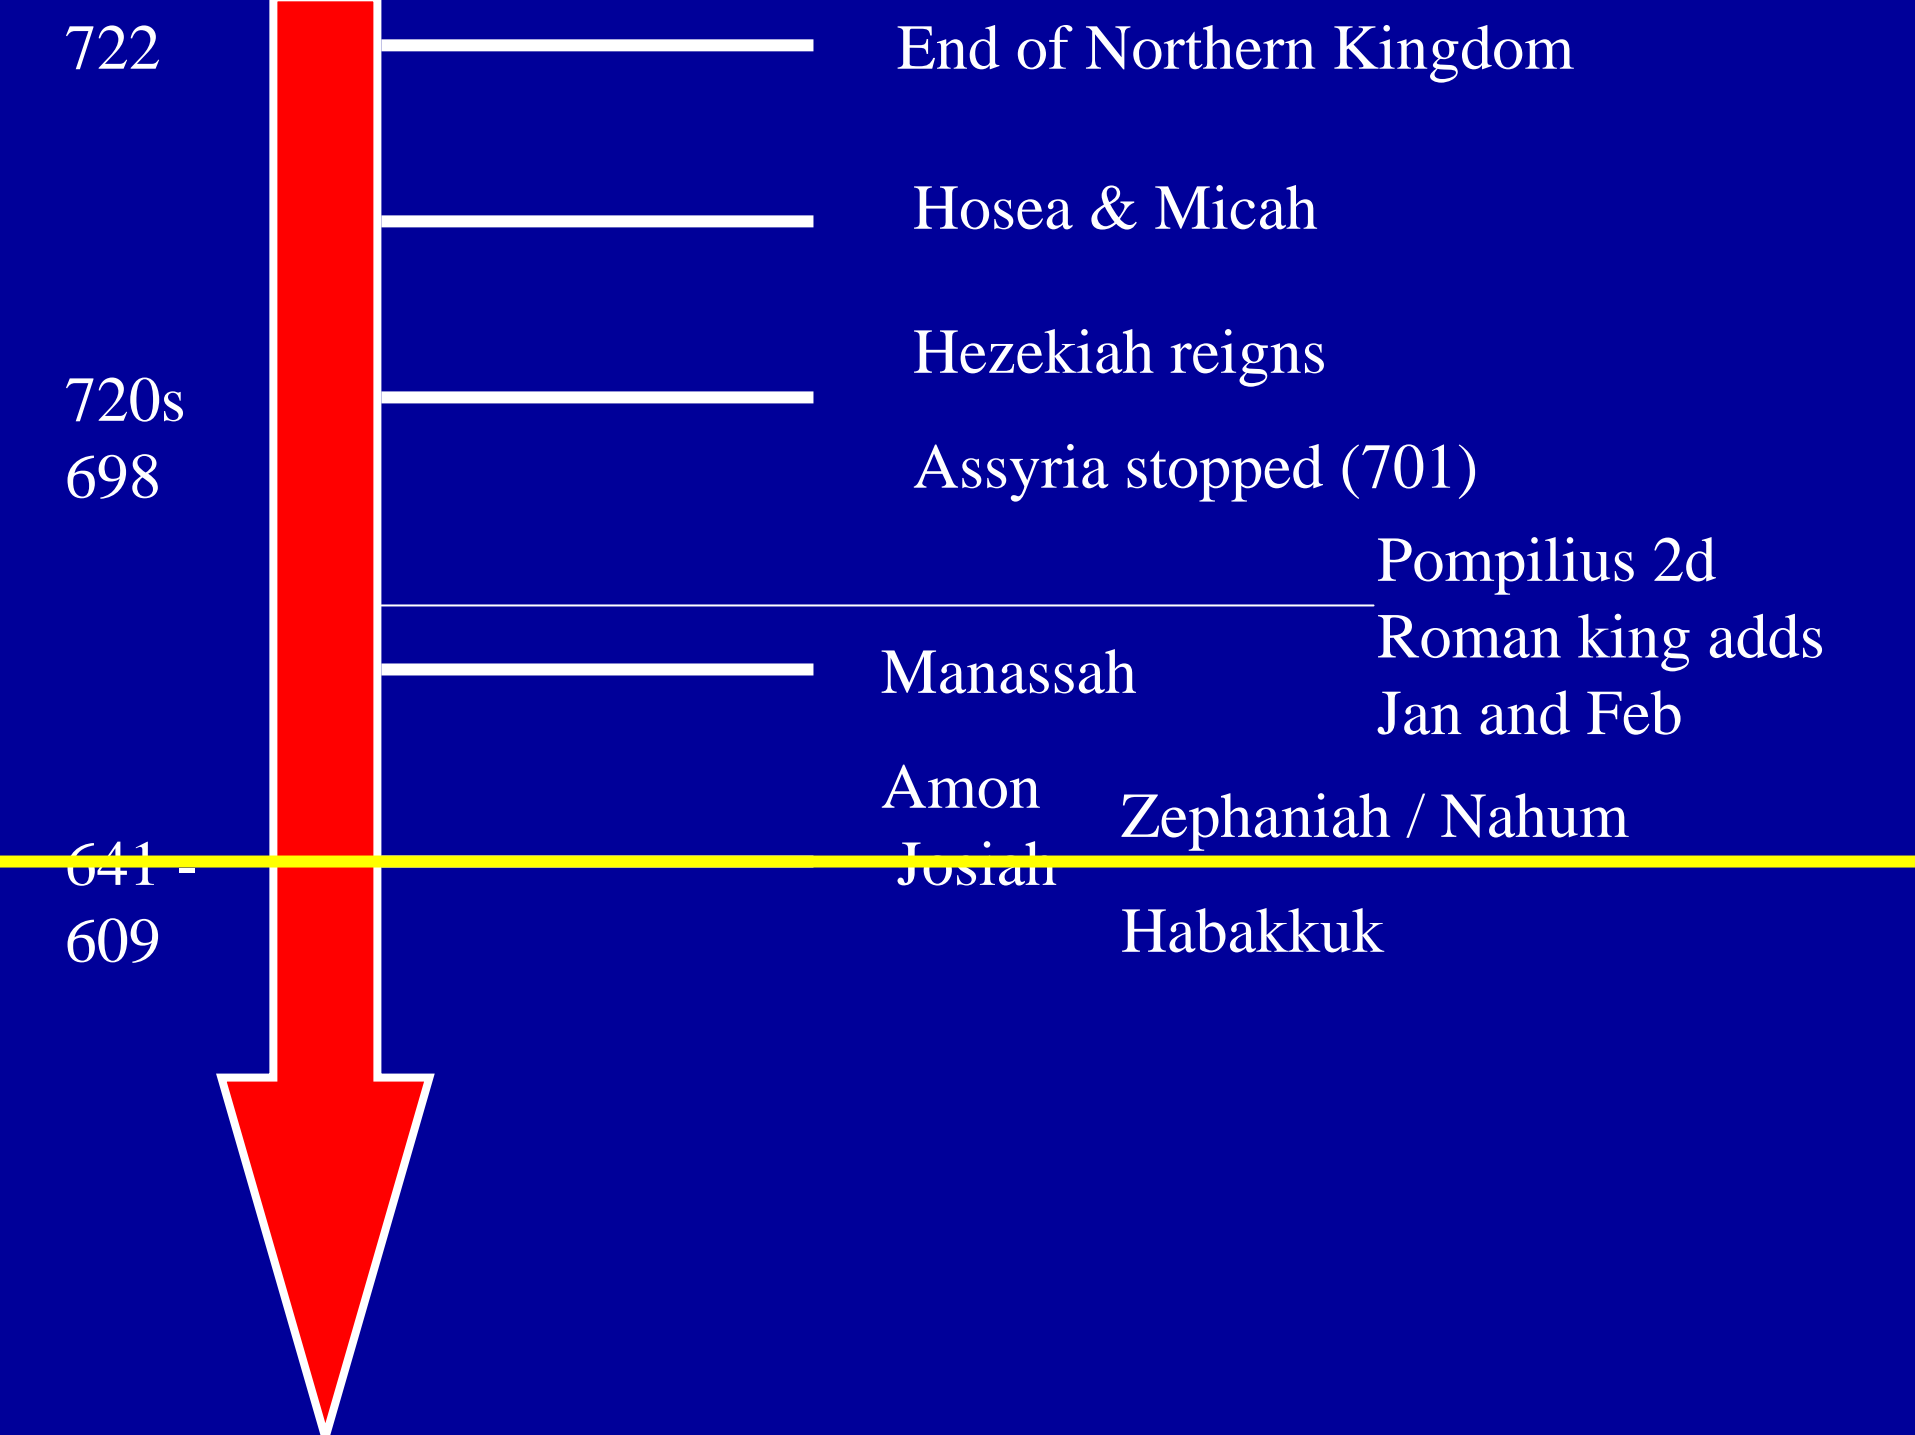 722
End of Northern Kingdom
Hosea & Micah
Hezekiah reigns
720s
698
Assyria stopped (701)
Pompilius 2d
Roman king adds
Jan and Feb
Manassah
Amon
Zephaniah / Nahum
641 -
609
Josiah
Habakkuk